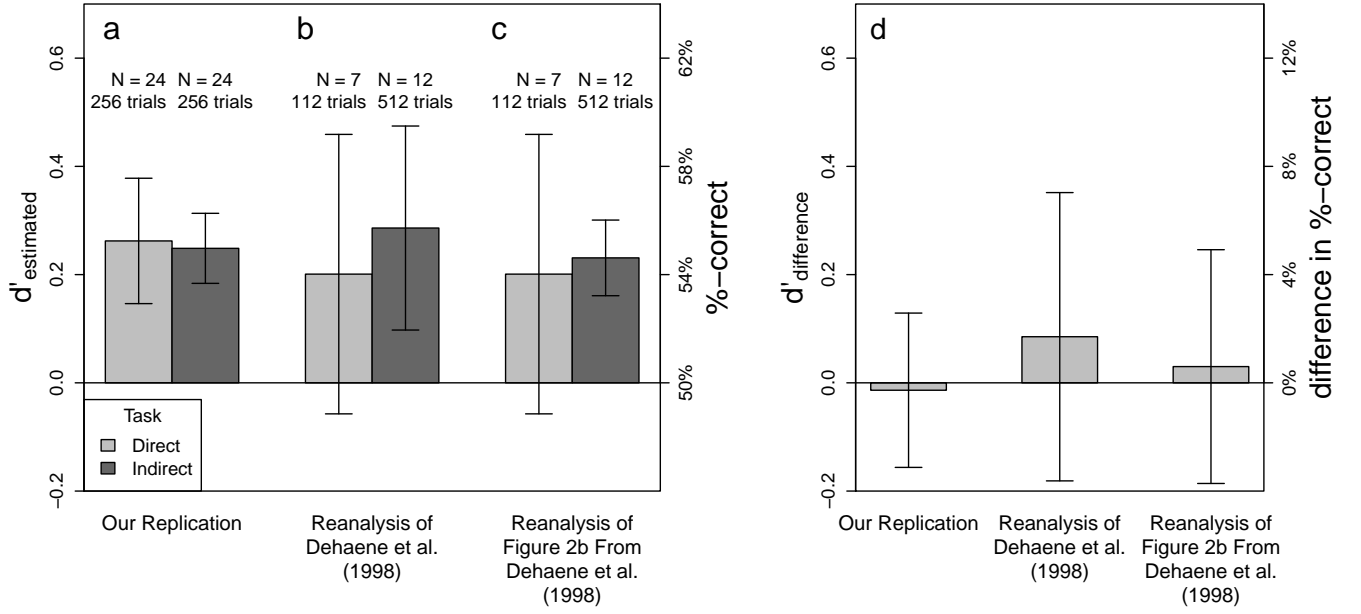 a
b
c
N = 24 N = 24
256 trials 256 trials
N = 7 N = 12
112 trials 512 trials
N = 7 N = 12
112 trials 512 trials
d'estimated
0.6
0.4
0.2
0.0
−0.2
62%
58%
54%
50%
%−correct
Task
Direct
Indirect
Our Replication
Reanalysis of
Dehaene et al.
(1998)
Reanalysis of
Figure 2b From
Dehaene et al.
(1998)
d
d'difference
0.6
0.4
0.2
0.0
−0.2
12%
8%
4%
0%
difference in %−correct
Our Replication
Reanalysis of
Dehaene et al.
(1998)
Reanalysis of
Figure 2b From
Dehaene et al.
(1998)